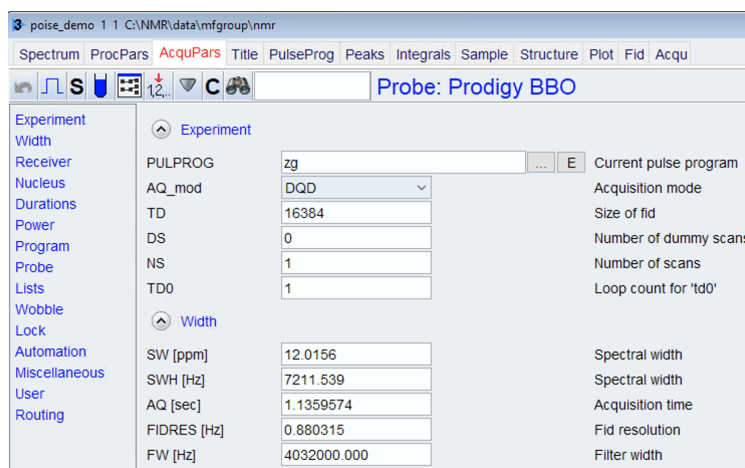 poise_demo 1 1 C:\NMR\data\mfgroup\nmr
Spectrum ProcPars AcquPars Title PulseProg Peaks Integrals Sample Structure Plot Fid Acqu
S 1,2,.. C Probe: Prodigy BBO
Experiment
Width
Receiver
Nucleus
Durations
Power
Program
Probe
Lists
Wobble
Lock
Automation
Miscellaneous
User
Routing
Experiment
PULPROG zg ... E Current pulse program
AQ_mod DQD Acquisition mode
TD 16384 Size of fid
DS 0 Number of dummy scans
NS 1 Number of scans
TD0 1 Loop count for 'td0'
Width
SW [ppm] 12.0156 Spectral width
SWH [Hz] 7211.539 Spectral width
AQ [sec] 1.1359574 Acquisition time
FIDRES [Hz] 0.880315 Fid resolution
FW [Hz] 4032000.000 Filter width